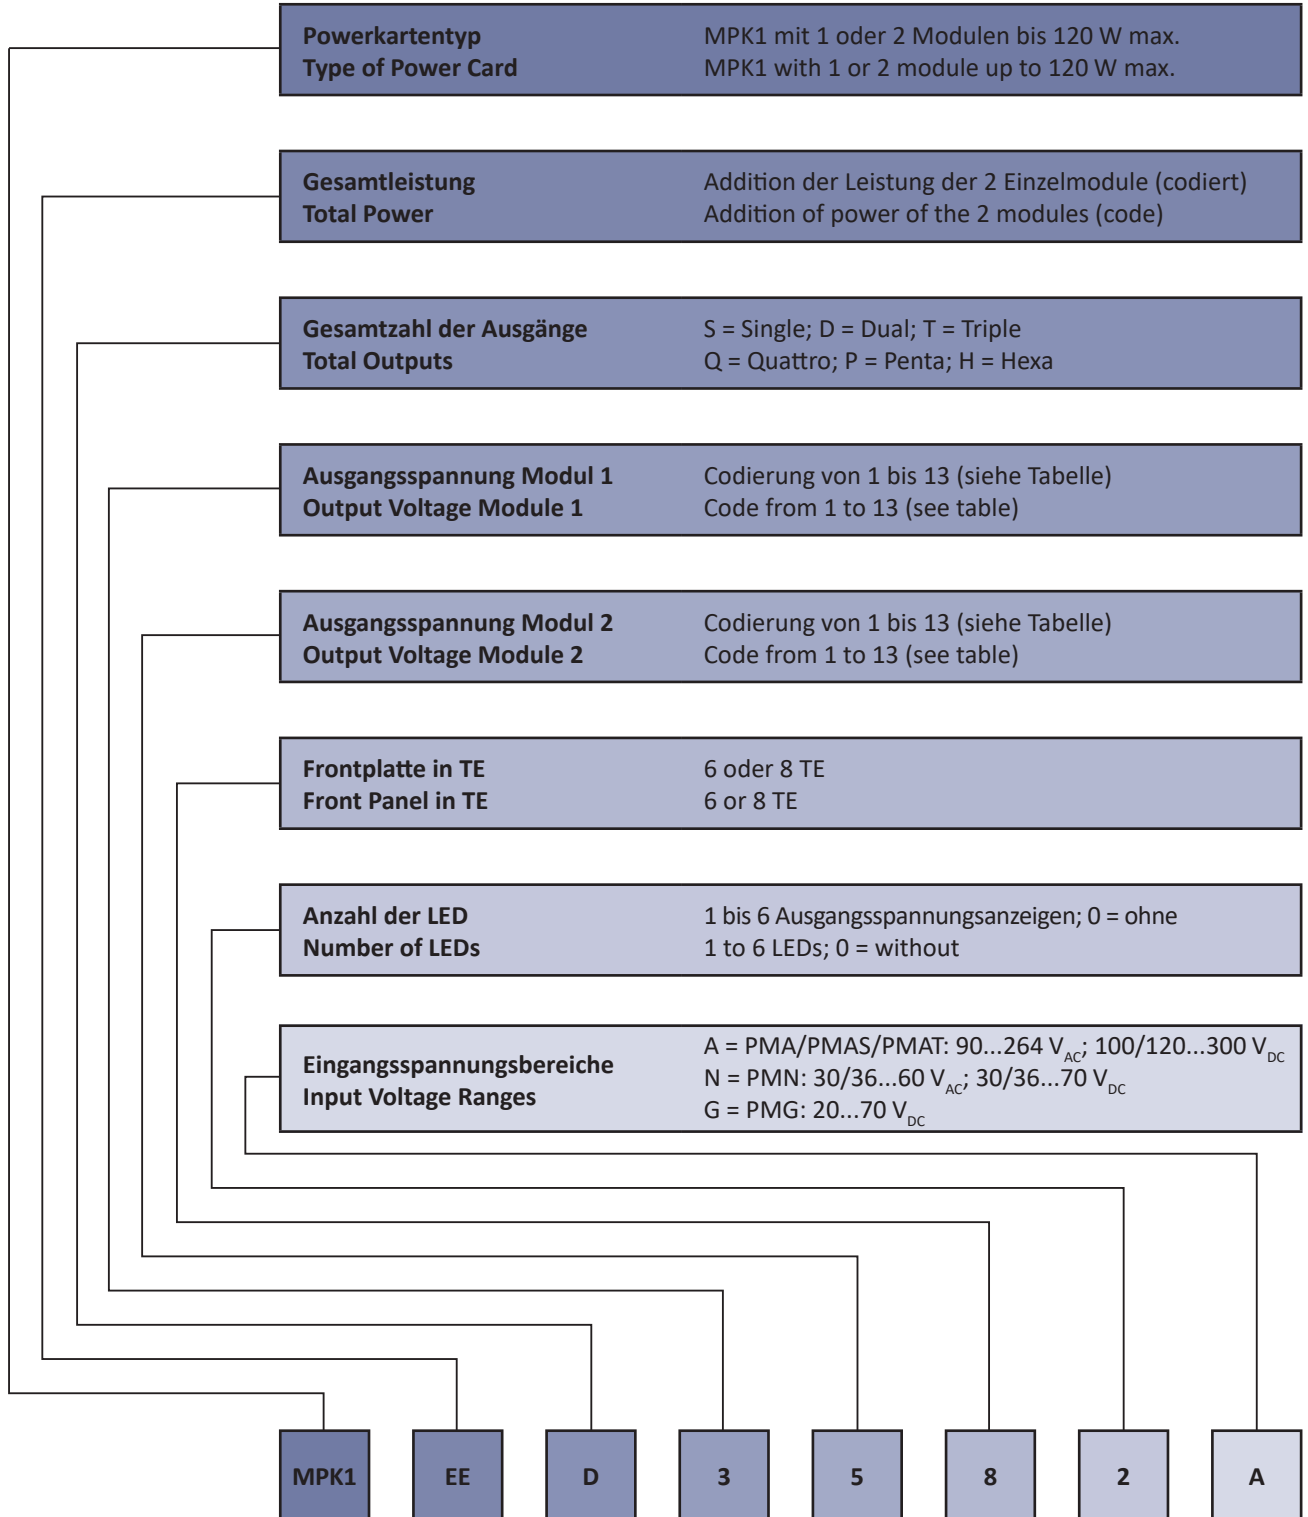 Powerkartentyp MPK1 mit 1 oder 2 Modulen bis 120 W max.
Type of Power Card MPK1 with 1 or 2 module up to 120 W max.
Gesamtleistung Addition der Leistung der 2 Einzelmodule (codiert)
Total Power Addition of power of the 2 modules (code)
Gesamtzahl der Ausgänge S = Single; D = Dual; T = Triple
Total Outputs Q = Quattro; P = Penta; H = Hexa
Ausgangsspannung Modul 1 Codierung von 1 bis 13 (siehe Tabelle)
Output Voltage Module 1 Code from 1 to 13 (see table)
Ausgangsspannung Modul 2 Codierung von 1 bis 13 (siehe Tabelle)
Output Voltage Module 2 Code from 1 to 13 (see table)
Frontplatte in TE 6 oder 8 TE
Front Panel in TE 6 or 8 TE
Anzahl der LED 1 bis 6 Ausgangsspannungsanzeigen; 0 = ohne
Number of LEDs 1 to 6 LEDs; 0 = without
Eingangsspannungsbereiche
Input Voltage Ranges
A = PMA/PMAS/PMAT: 90...264 VAC; 100/120...300 VDC
N = PMN: 30/36...60 VAC; 30/36...70 VDC
G = PMG: 20...70 VDC
MPK1 EE D 3 5 8 2 A